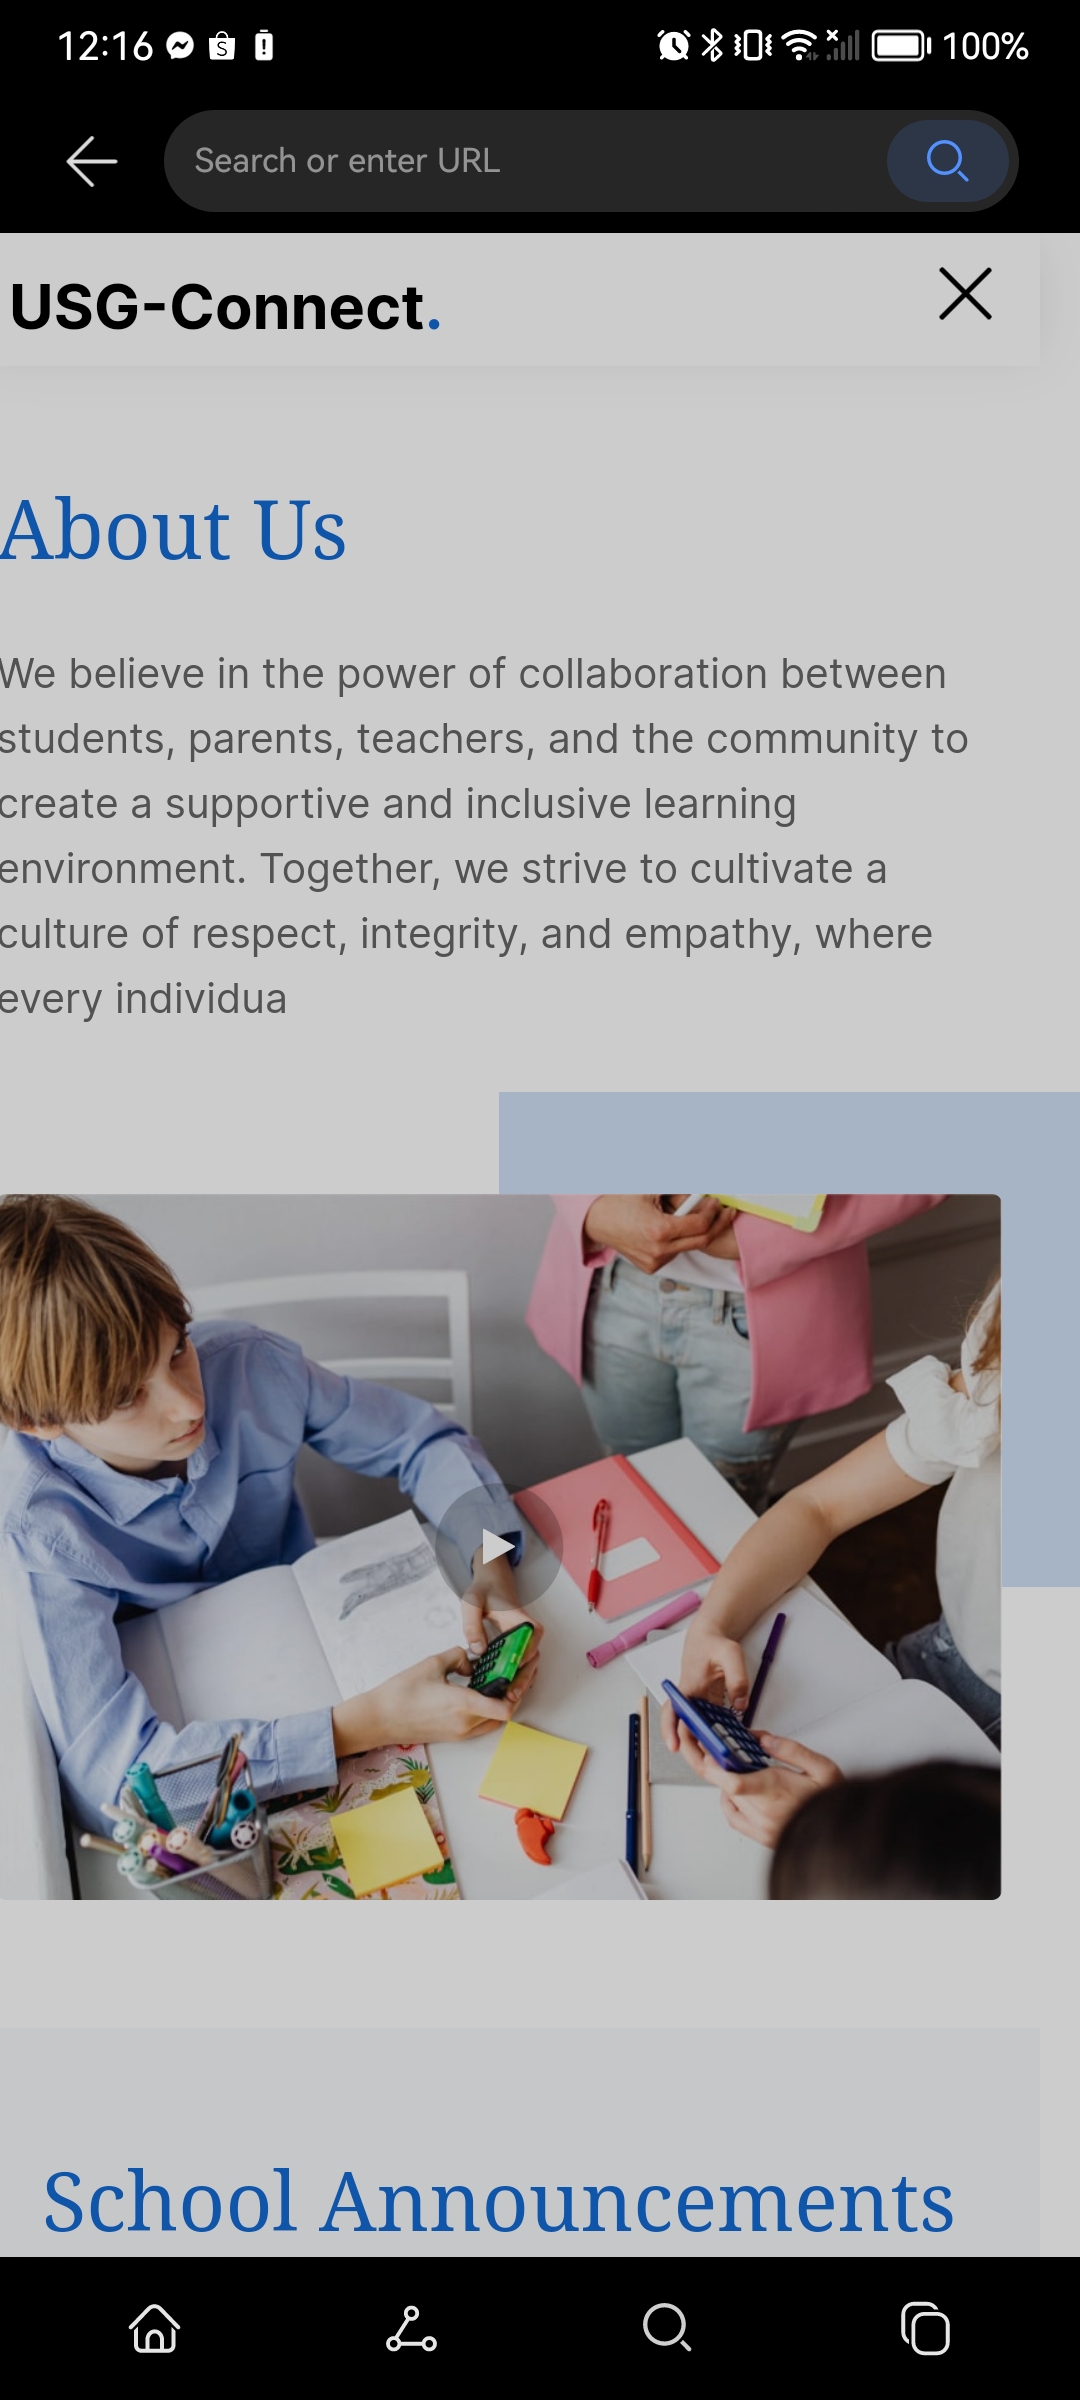 12:16
100%
Search or enter URL
USG-Connect.
About Us
We believe in the power of collaboration between
students, parents, teachers, and the community to
create a supportive and inclusive learning
environment. Together, we strive to cultivate a
culture of respect, integrity, and empathy, where
every individua
School Announcements